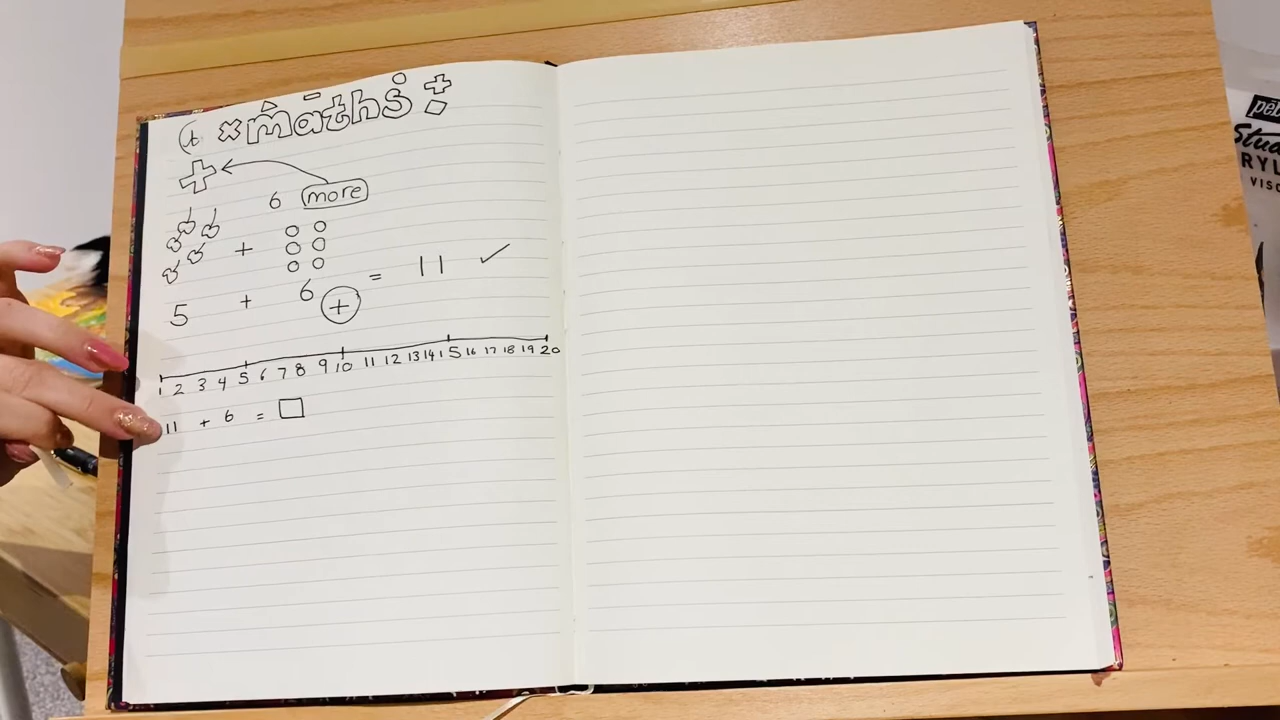 × maths ÷
+
6 more
+
5 + 6 = 11 ✓
+
1 2 3 4 5 6 7 8 9 10 11 12 13 14 15 16 17 18 19 20
11 + 6 = □